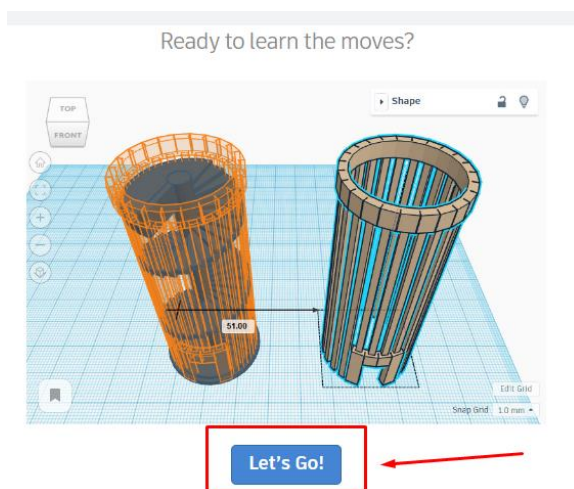 Ready to learn the moves?
Shape
TOP
FRONT
51.00
Edit Grid
Snap Grid 1.0 mm
Let's Go!